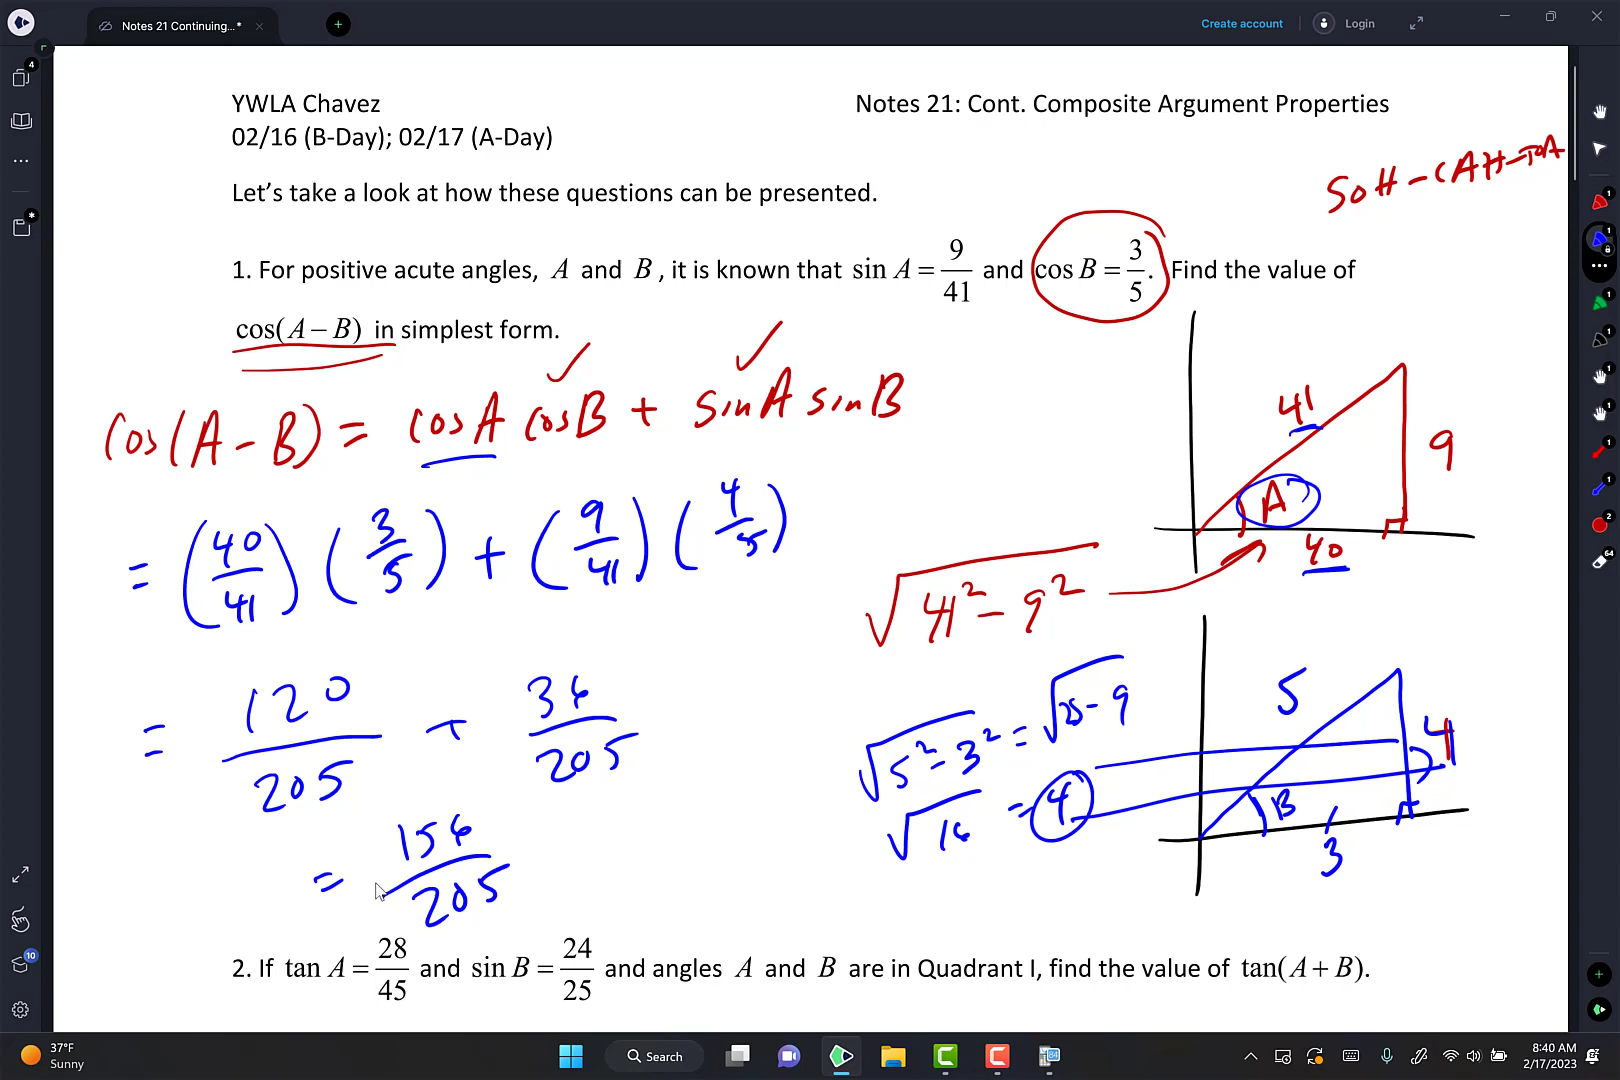 Notes 21 Continuing...*
Create account
Login
YWLA Chavez
Notes 21: Cont. Composite Argument Properties
02/16 (B-Day); 02/17 (A-Day)
SOH-CAH-TOA
Let's take a look at how these questions can be presented.
1. For positive acute angles, A and B, it is known that sin A = 9/41 and cos B = 3/5. Find the value of
cos(A − B) in simplest form.
cos(A − B) = cosA cosB + sinA sinB
= (40/41)(3/5) + (9/41)(4/5)
41
9
A
40
√41² − 9²
= 120/205 + 36/205
√5² − 3² = √25 − 9
√16 = 4
5
4
B
3
= 156/205
2. If tan A = 28/45 and sin B = 24/25 and angles A and B are in Quadrant I, find the value of tan(A + B).
37°F
Sunny
Search
8:40 AM
2/17/2023